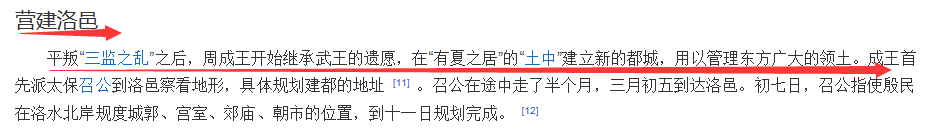 营建洛邑
平叛“三监之乱”之后，周成王开始继承武王的遗愿，在“有夏之居”的“土中”建立新的都城，用以管理东方广大的领土。成王首
先派太保召公到洛邑察看地形，具体规划建都的地址 [11] 。召公在途中走了半个月，三月初五到达洛邑。初七日，召公指使殷民
在洛水北岸规度城郭、宫室、郊庙、朝市的位置，到十一日规划完成。 [12]